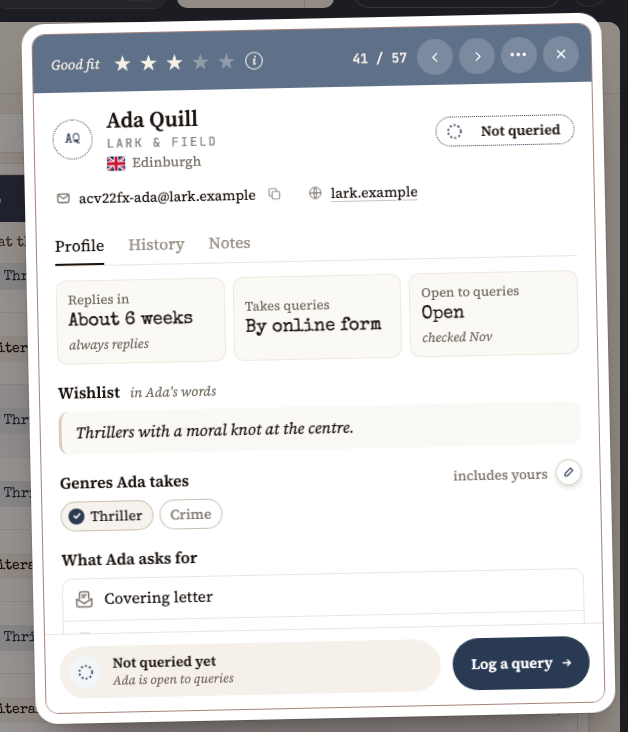 Good fit
41 / 57
AQ
Ada Quill
LARK & FIELD
Edinburgh
Not queried
acv22fx-ada@lark.example
lark.example
Profile
History
Notes
Replies in
About 6 weeks
always replies
Takes queries
By online form
Open to queries
Open
checked Nov
Wishlist in Ada's words
Thrillers with a moral knot at the centre.
Genres Ada takes
includes yours
Thriller
Crime
What Ada asks for
Covering letter
Not queried yet
Ada is open to queries
Log a query →